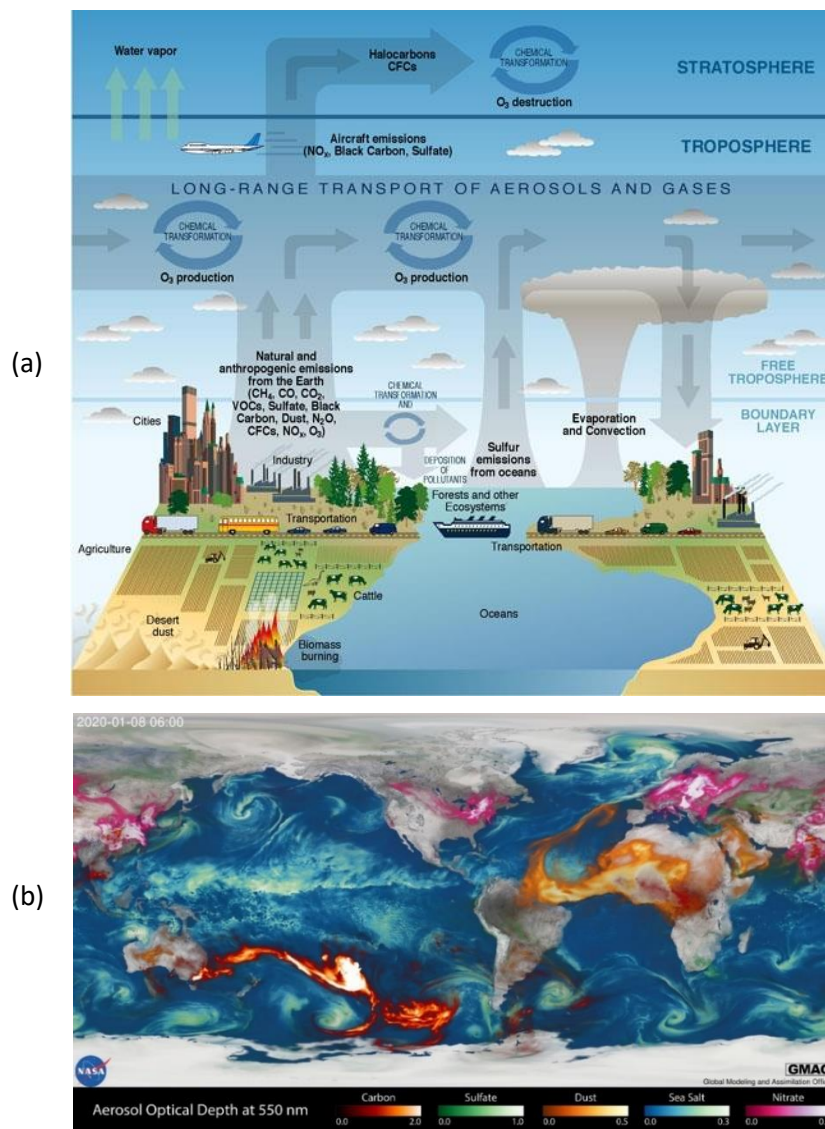 Water vapor
Halocarbons
CFCs
CHEMICAL
TRANSFORMATION
O₃ destruction
STRATOSPHERE
Aircraft emissions
(NOₓ, Black Carbon, Sulfate)
TROPOSPHERE
LONG-RANGE TRANSPORT OF AEROSOLS AND GASES
CHEMICAL
TRANSFORMATION
O₃ production
CHEMICAL
TRANSFORMATION
O₃ production
(a)
Natural and
anthropogenic emissions
from the Earth
(CH₄, CO, CO₂,
VOCs, Sulfate, Black
Carbon, Dust, N₂O,
CFCs, NOₓ, O₃)
CHEMICAL
TRANSFORMATION
AND
DEPOSITION
OF
POLLUTANTS
FREE
TROPOSPHERE
BOUNDARY
LAYER
Cities
Industry
Sulfur
emissions
from oceans
Evaporation
and Convection
Forests and other
Ecosystems
Transportation
Transportation
Agriculture
Cattle
Desert
dust
Biomass
burning
Oceans
2020-01-08 06:00
(b)
NASA
GMAO
Global Modeling and Assimilation Offi
Aerosol Optical Depth at 550 nm
Carbon
0.0 2.0
Sulfate
0.0 1.0
Dust
0.0 0.5
Sea Salt
0.0 0.3
Nitrate
0.0 0.